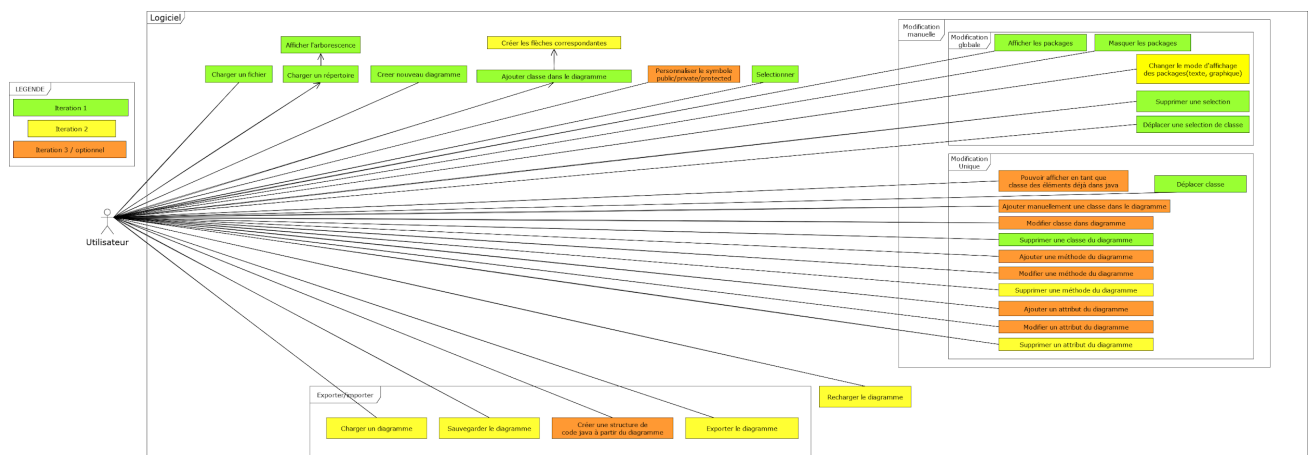 Logiciel
Modification
manuelle
Modification
globale
Afficher les packages
Masquer les packages
Créer les flèches correspondantes
Afficher l'arborescence
Charger un fichier
Charger un répertoire
Creer nouveau diagramme
Ajouter classe dans le diagramme
Personnaliser le symbole
public/private/protected
Selectionner
Changer le mode d'affichage
des packages(texte, graphique)
Supprimer une selection
Déplacer une selection de classe
LEGENDE
Iteration 1
Iteration 2
Iteration 3 / optionnel
Modification
Unique
Pouvoir afficher en tant que
classe des élements déjà dans java
Déplacer classe
Ajouter manuellement une classe dans le diagramme
Modifier classe dans diagramme
Supprimer une classe du diagramme
Ajouter une méthode du diagramme
Modifier une méthode du diagramme
Supprimer une méthode du diagramme
Ajouter un attribut du diagramme
Modifier un attribut du diagramme
Supprimer un attribut du diagramme
Utilisateur
Exporter/importer
Recharger le diagramme
Charger un diagramme
Sauvegarder le diagramme
Créer une structure de
code java à partir du diagramme
Exporter le diagramme